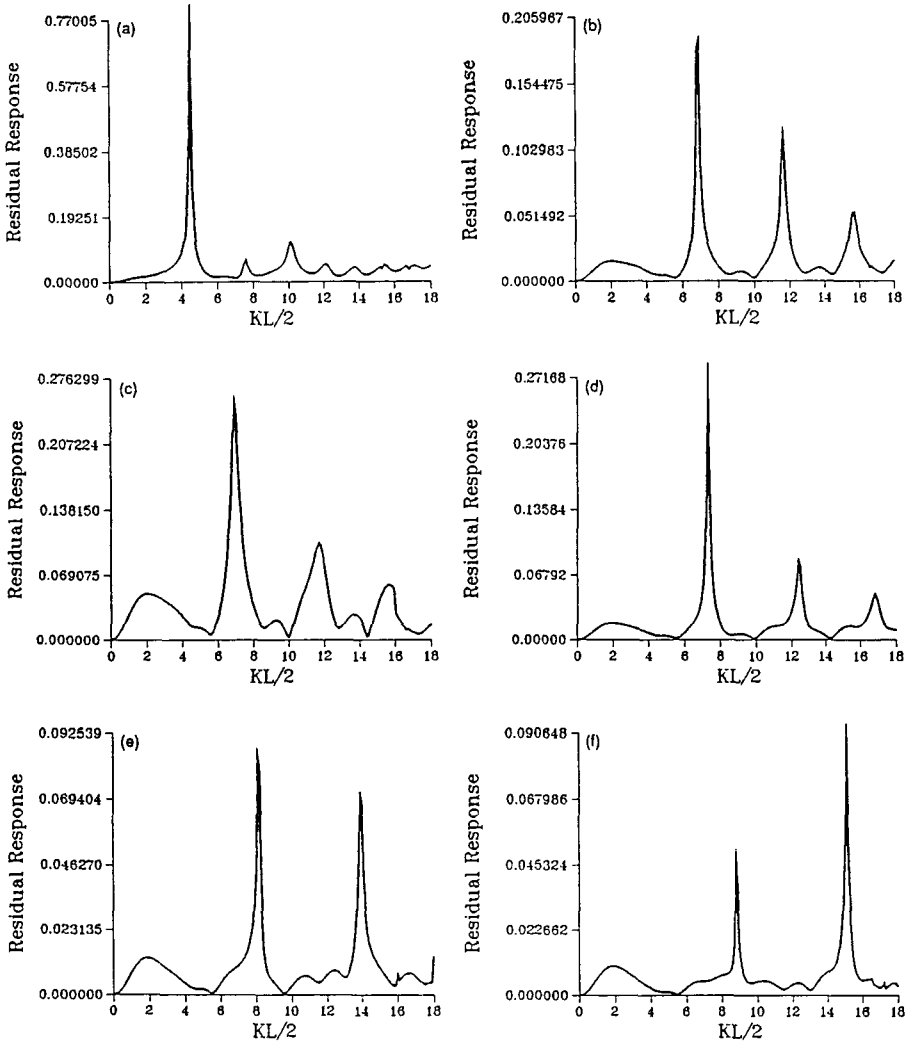 (a)
Residual Response
0.77005
0.57754
0.38502
0.19251
0.00000
0 2 4 6 8 10 12 14 16 18
KL/2
(b)
Residual Response
0.205967
0.154475
0.102983
0.051492
0.000000
0 2 4 6 8 10 12 14 16 18
KL/2
(c)
Residual Response
0.276299
0.207224
0.138150
0.069075
0.000000
0 2 4 6 8 10 12 14 16 18
KL/2
(d)
Residual Response
0.27168
0.20376
0.13584
0.06792
0.000000
0 2 4 6 8 10 12 14 16 18
KL/2
(e)
Residual Response
0.092539
0.069404
0.046270
0.023135
0.000000
0 2 4 6 8 10 12 14 16 18
KL/2
(f)
Residual Response
0.090648
0.067986
0.045324
0.022662
0.000000
0 2 4 6 8 10 12 14 16 18
KL/2